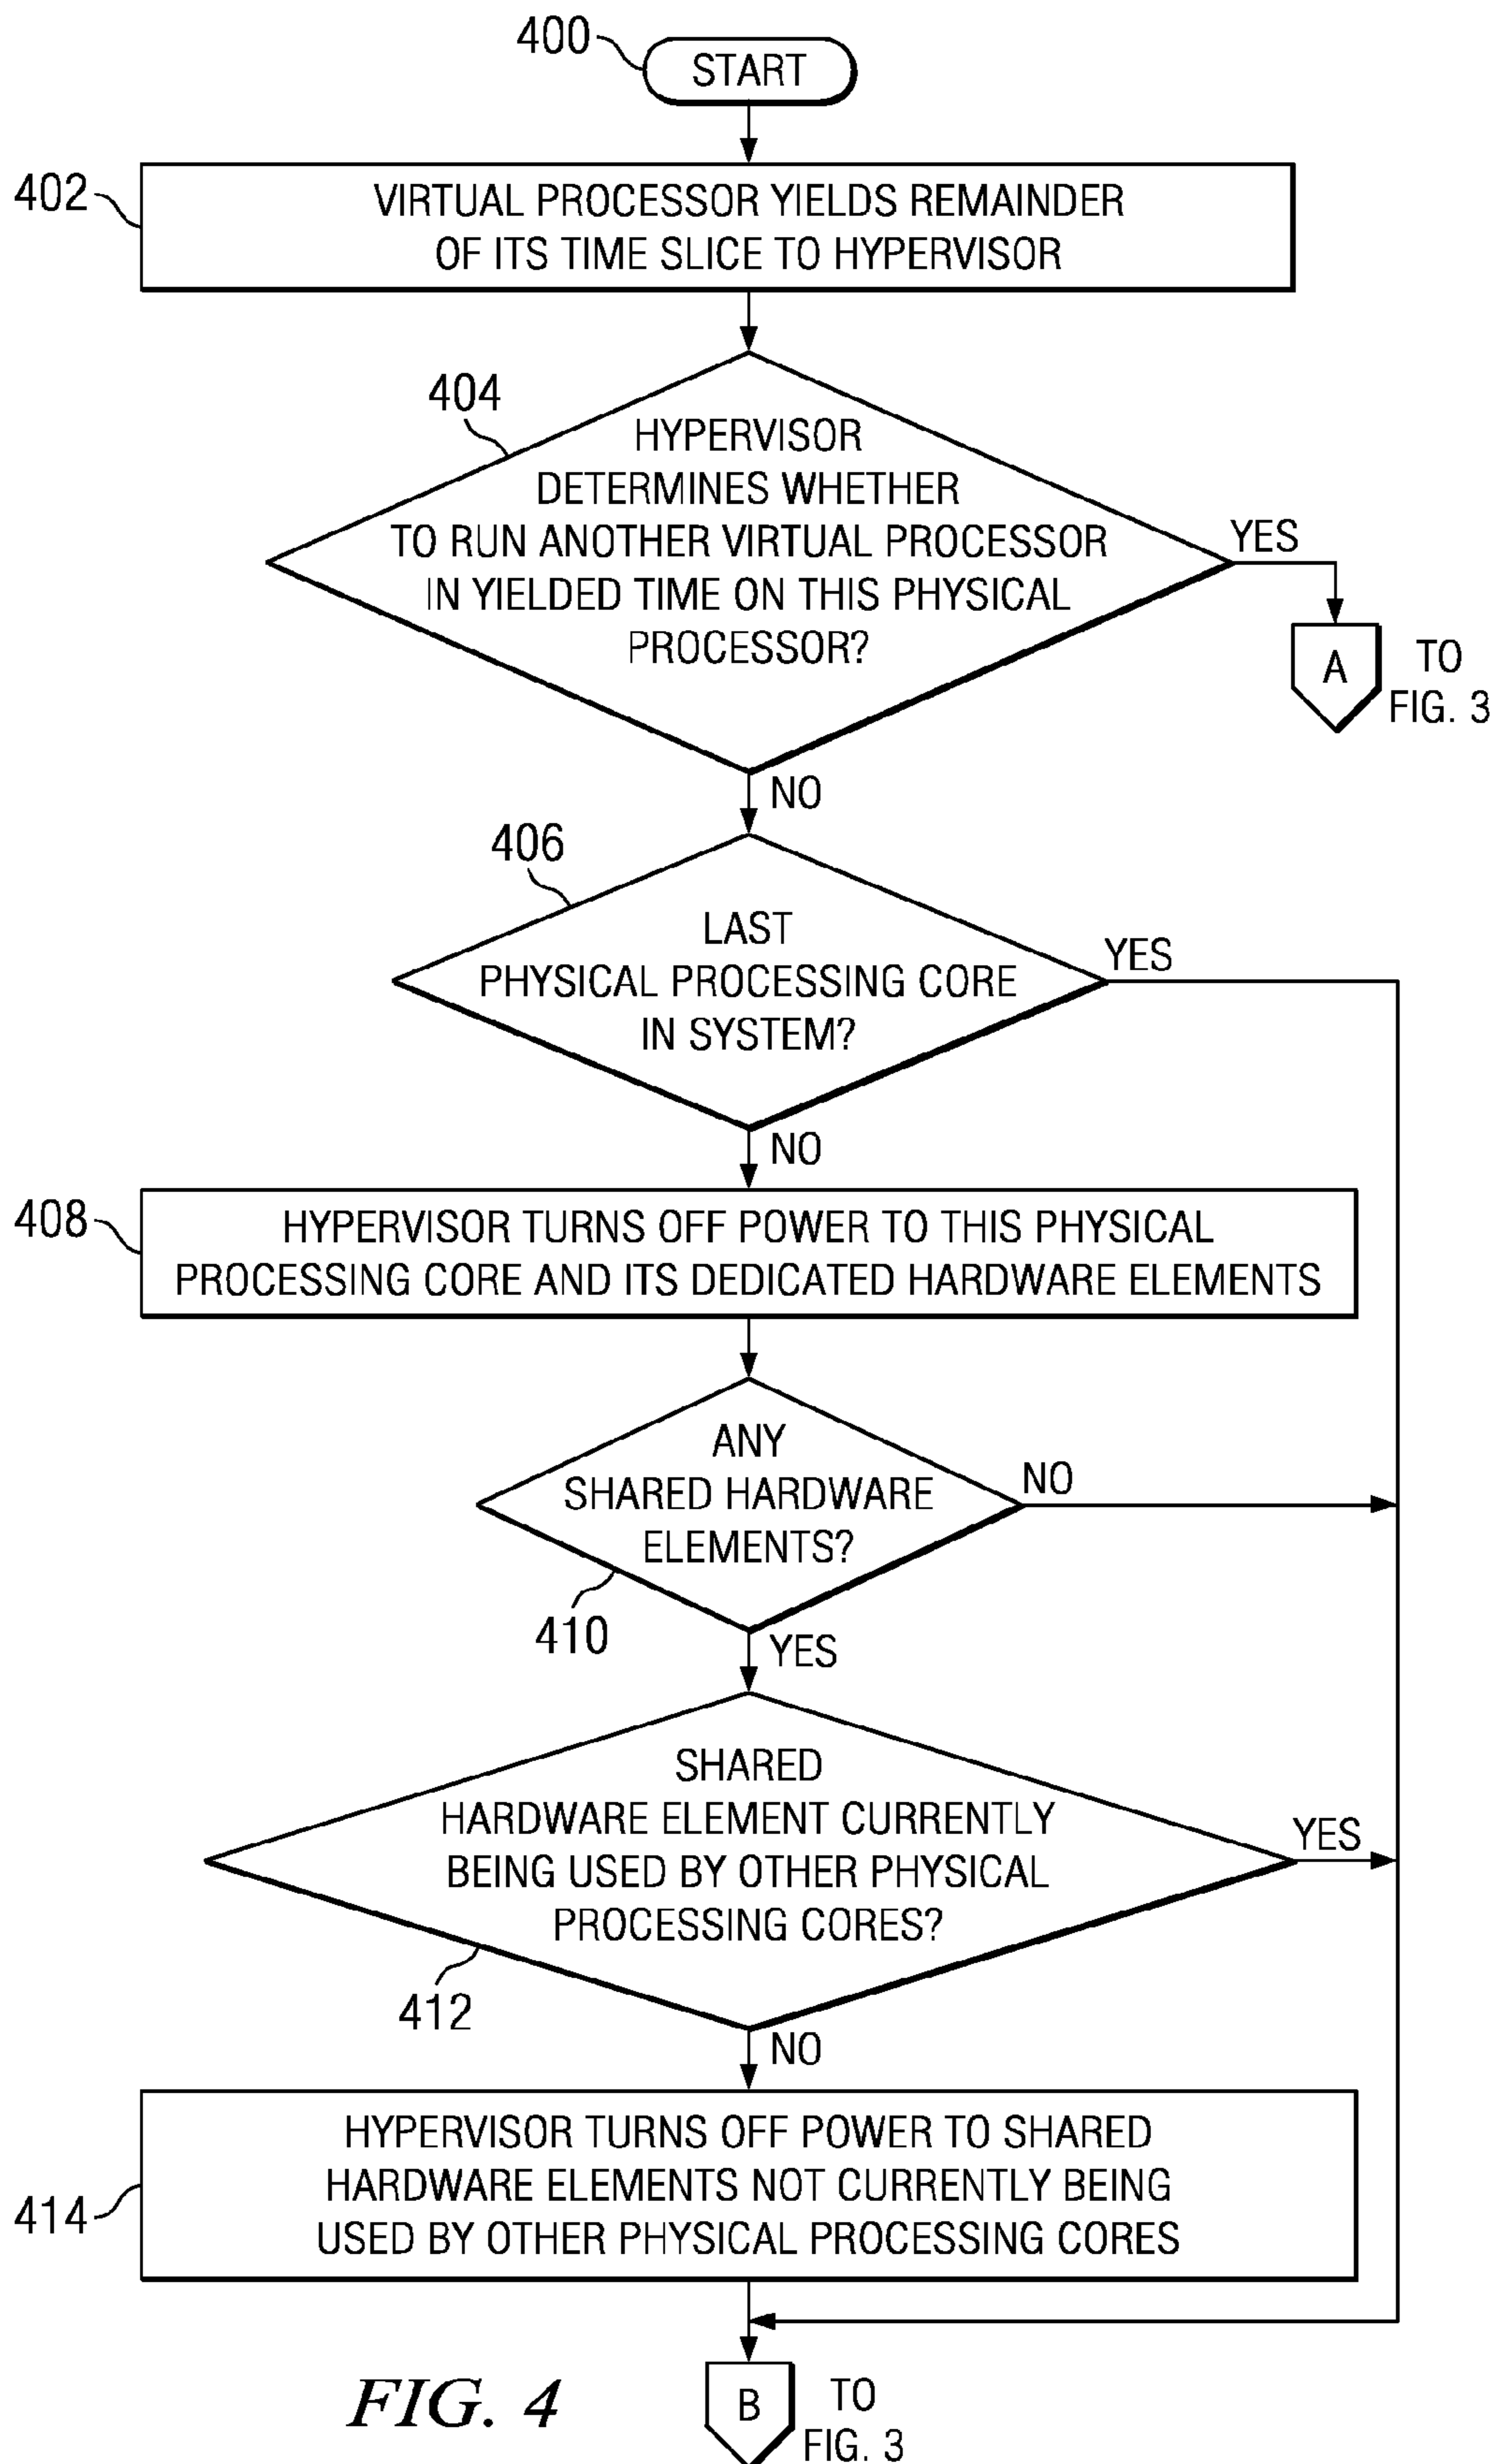 400
START
402
VIRTUAL PROCESSOR YIELDS REMAINDER
OF ITS TIME SLICE TO HYPERVISOR
404
HYPERVISOR
DETERMINES WHETHER
TO RUN ANOTHER VIRTUAL PROCESSOR
IN YIELDED TIME ON THIS PHYSICAL
PROCESSOR?
YES
A
TO
FIG. 3
NO
406
LAST
PHYSICAL PROCESSING CORE
IN SYSTEM?
YES
NO
408
HYPERVISOR TURNS OFF POWER TO THIS PHYSICAL
PROCESSING CORE AND ITS DEDICATED HARDWARE ELEMENTS
ANY
SHARED HARDWARE
ELEMENTS?
NO
410
YES
SHARED
HARDWARE ELEMENT CURRENTLY
BEING USED BY OTHER PHYSICAL
PROCESSING CORES?
YES
412
NO
414
HYPERVISOR TURNS OFF POWER TO SHARED
HARDWARE ELEMENTS NOT CURRENTLY BEING
USED BY OTHER PHYSICAL PROCESSING CORES
FIG. 4
B
TO
FIG. 3